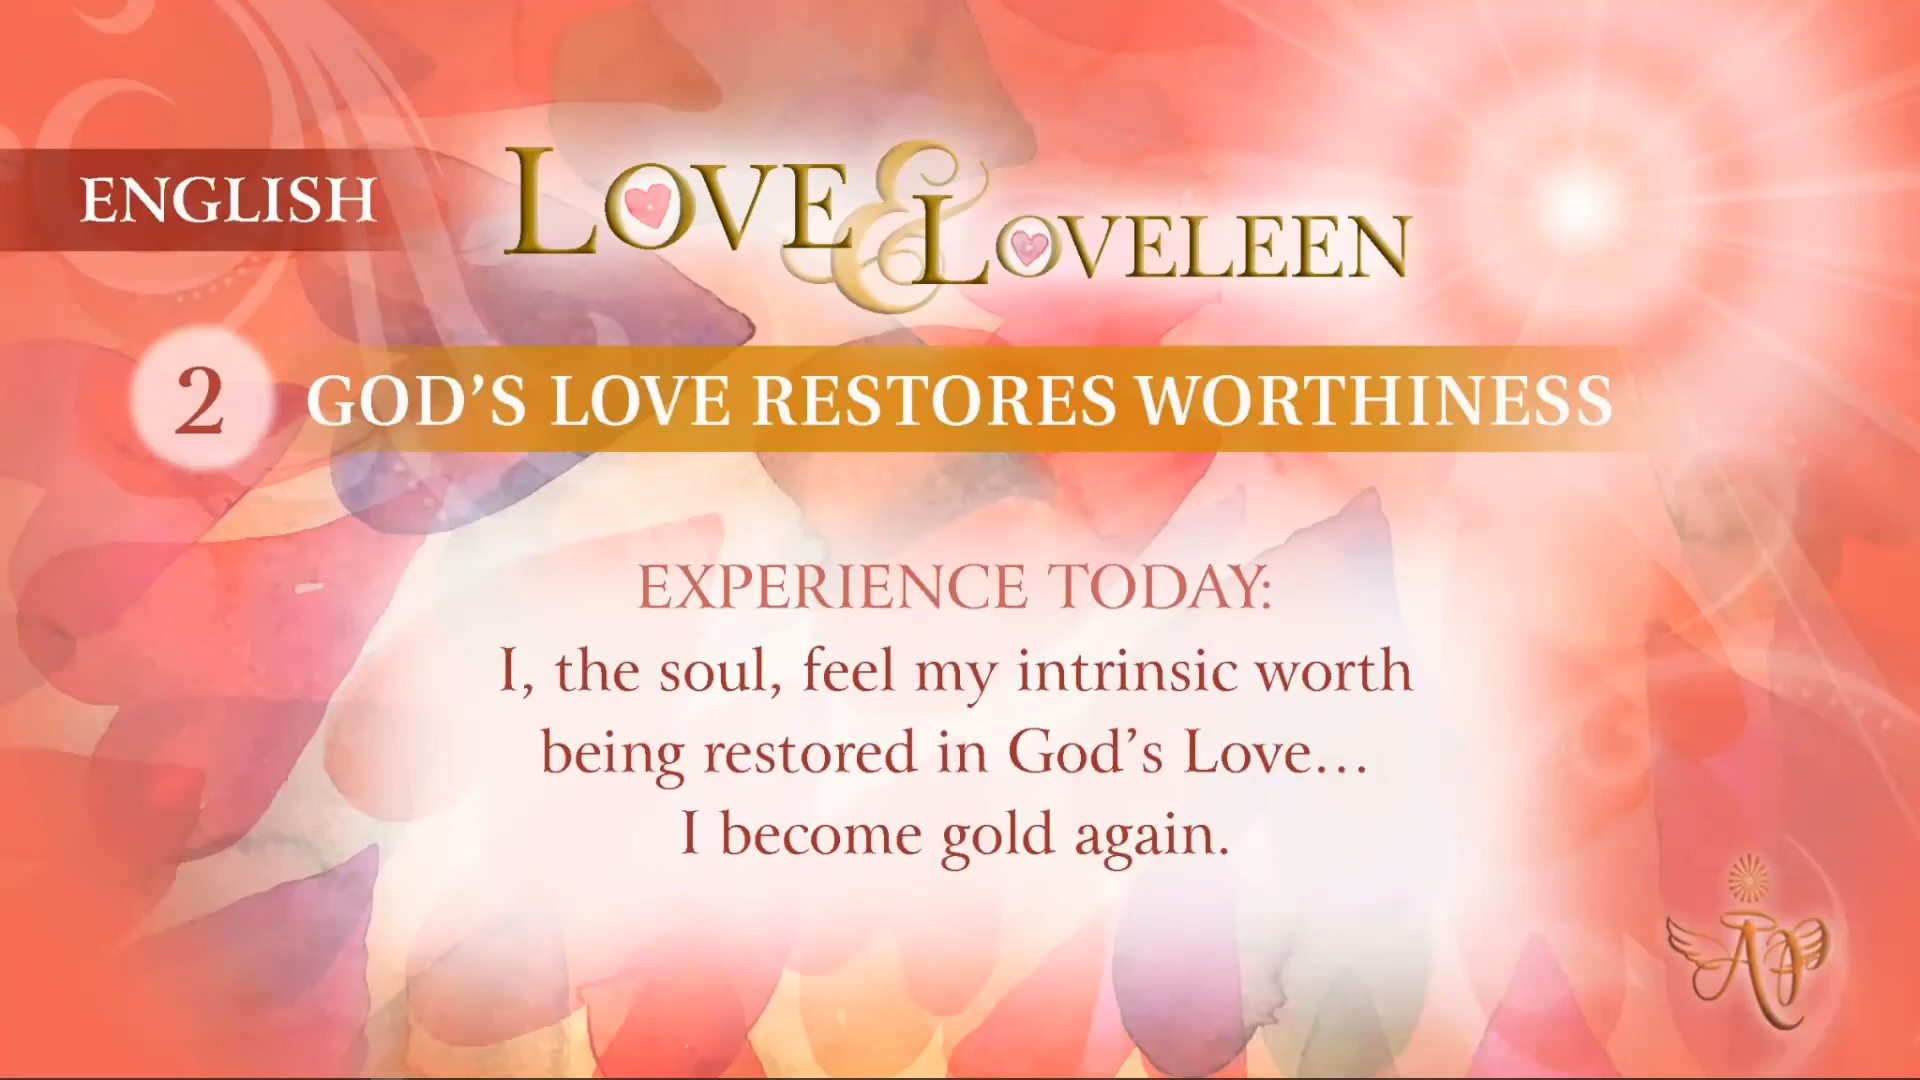 ENGLISH
LOVE & LOVELEEN
2 GOD’S LOVE RESTORES WORTHINESS
EXPERIENCE TODAY:
I, the soul, feel my intrinsic worth
being restored in God’s Love…
I become gold again.
AP